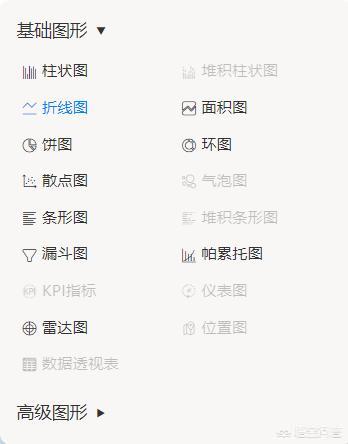 基础图形
柱状图 堆积柱状图
折线图 面积图
饼图 环图
散点图 气泡图
条形图 堆积条形图
漏斗图 帕累托图
KPI KPI指标 仪表图
雷达图 位置图
数据透视表
高级图形